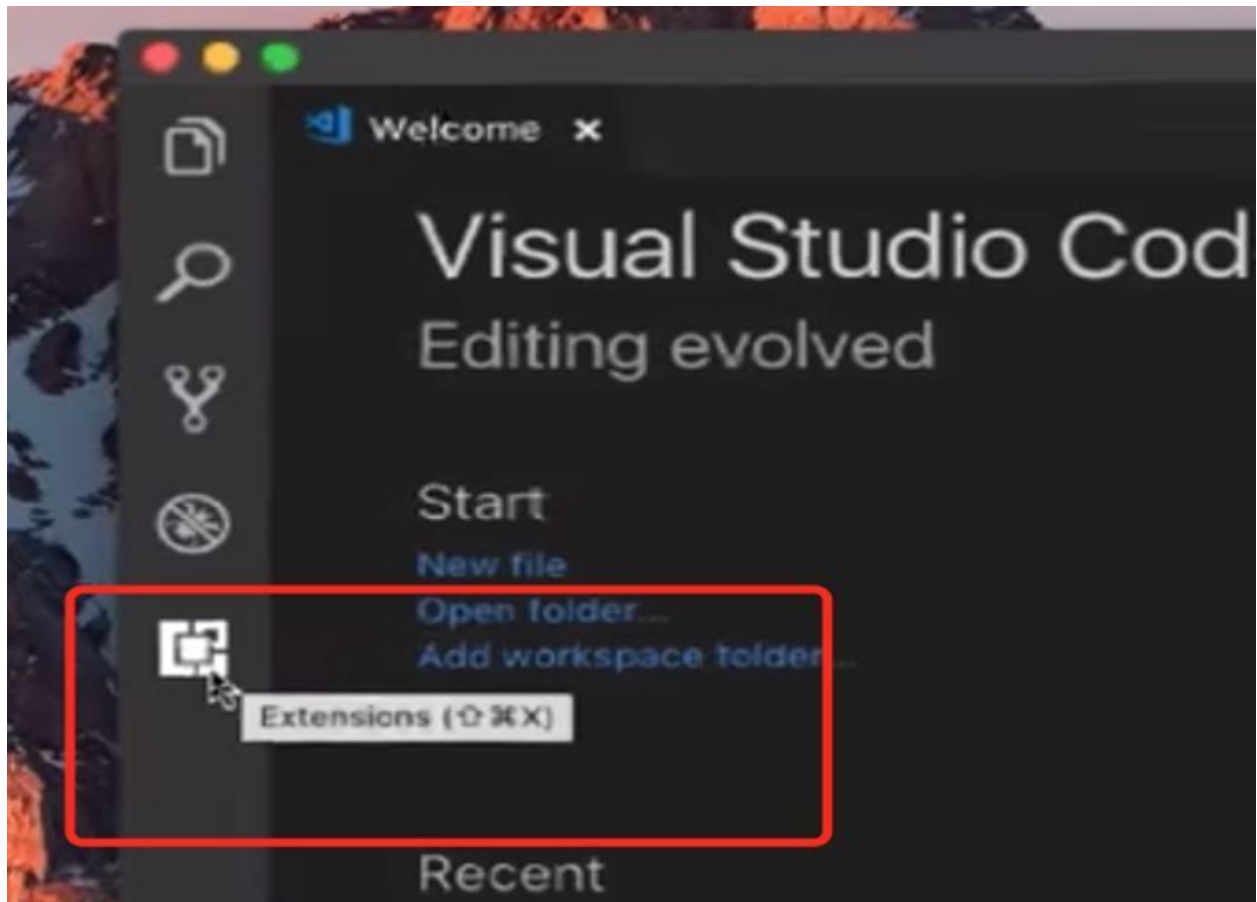 Welcome ×
Visual Studio Cod
Editing evolved
Start
New file
Open folder...
Add workspace folder...
Extensions (⇧⌘X)
Recent